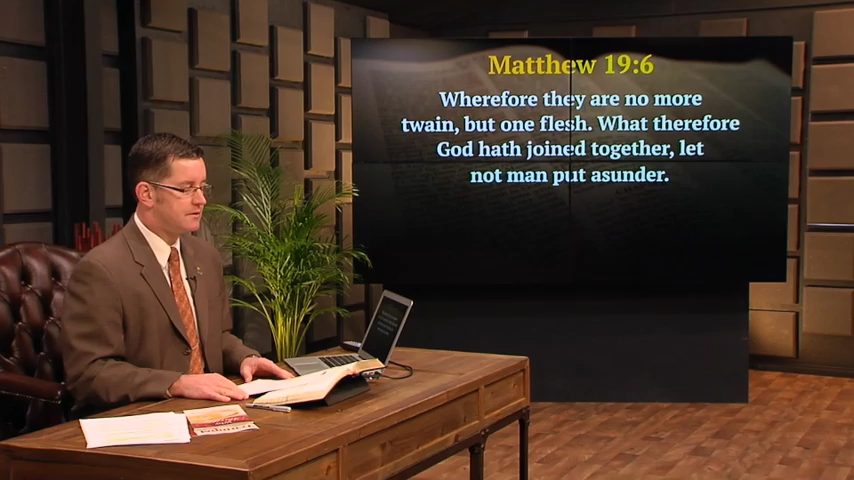 Matthew 19:6
Wherefore they are no more
twain, but one flesh. What therefore
God hath joined together, let
not man put asunder.